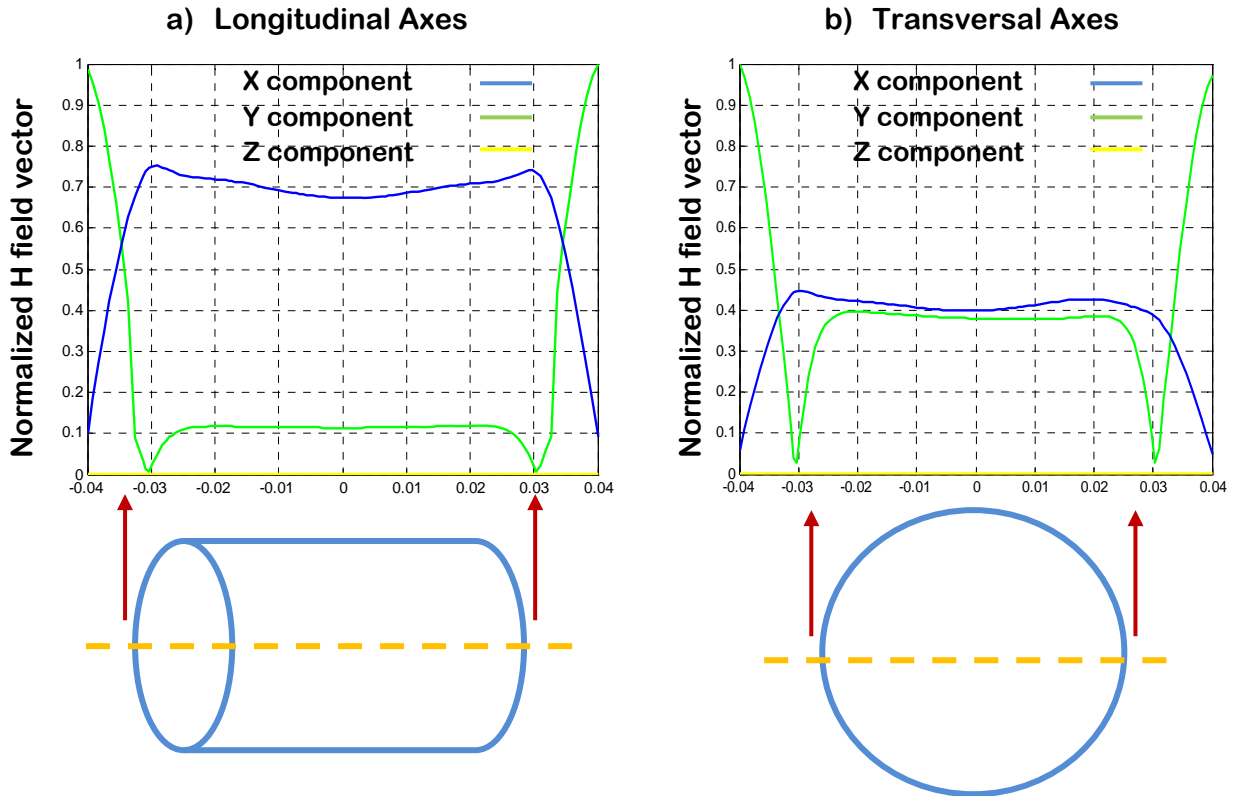 a) Longitudinal Axes
Normalized H field vector
1
0.9
0.8
0.7
0.6
0.5
0.4
0.3
0.2
0.1
0
X component
Y component
Z component
-0.04 -0.03 -0.02 -0.01 0 0.01 0.02 0.03 0.04
b) Transversal Axes
Normalized H field vector
1
0.9
0.8
0.7
0.6
0.5
0.4
0.3
0.2
0.1
0
X component
Y component
Z component
-0.04 -0.03 -0.02 -0.01 0 0.01 0.02 0.03 0.04